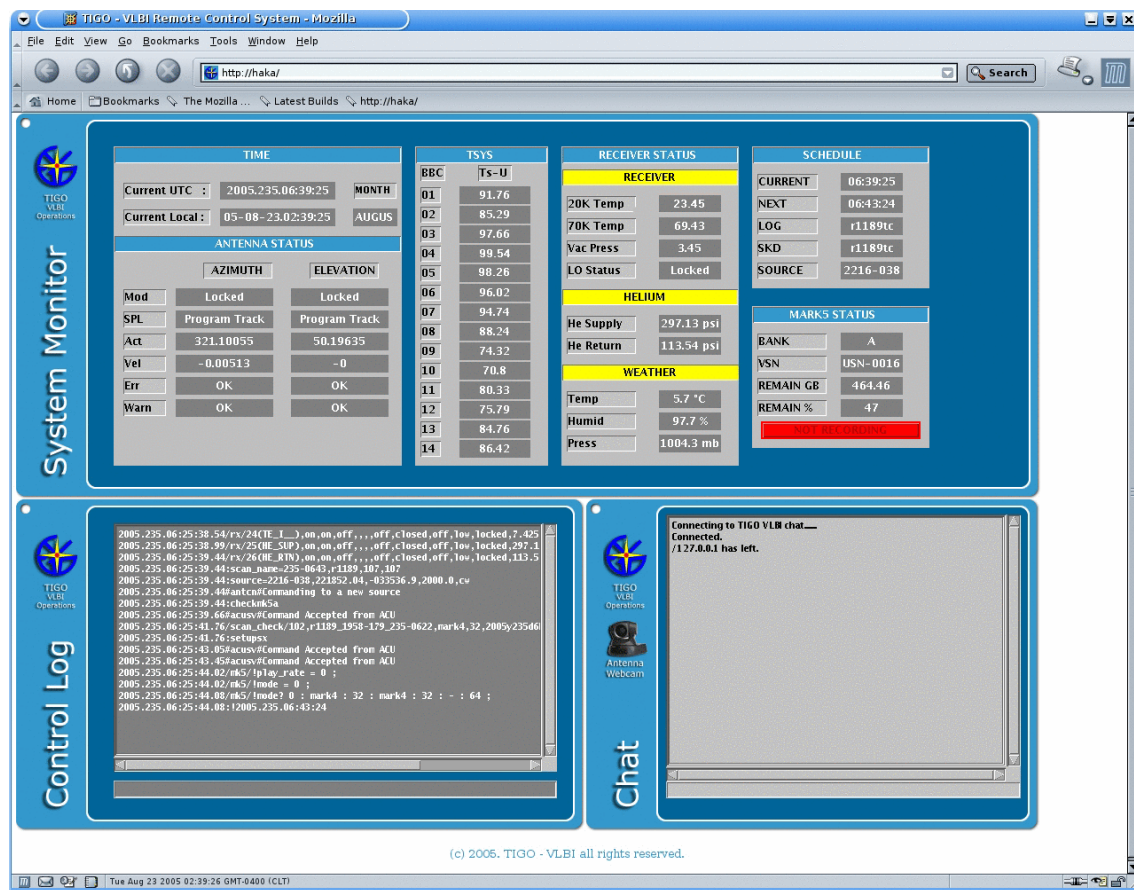 TIGO - VLBI Remote Control System - Mozilla
File Edit View Go Bookmarks Tools Window Help
http://haka/
Search
Home Bookmarks The Mozilla ... Latest Builds http://haka/
TIGO
VLBI
Operations
System Monitor
TIME
Current UTC : 2005.235.06:39:25 MONTH
Current Local : 05-08-23.02:39:25 AUGUS
ANTENNA STATUS
AZIMUTH ELEVATION
Mod Locked Locked
SPL Program Track Program Track
Act 321.10055 50.19635
Vel -0.00513 -0
Err OK OK
Warn OK OK
TSYS
BBC Ts-U
01 91.76
02 85.29
03 97.66
04 99.54
05 98.26
06 96.02
07 94.74
08 88.24
09 74.32
10 70.8
11 80.33
12 75.79
13 84.76
14 86.42
RECEIVER STATUS
RECEIVER
20K Temp 23.45
70K Temp 69.43
Vac Press 3.45
LO Status Locked
HELIUM
He Supply 297.13 psi
He Return 113.54 psi
WEATHER
Temp 5.7 °C
Humid 97.7 %
Press 1004.3 mb
SCHEDULE
CURRENT 06:39:25
NEXT 06:43:24
LOG r1189tc
SKD r1189tc
SOURCE 2216-038
MARK5 STATUS
BANK A
VSN USN-0016
REMAIN GB 464.46
REMAIN % 47
NOT RECORDING
TIGO
VLBI
Operations
Control Log
2005.235.06:25:38.54/rx/24(TE_I__),on,on,off,,,,off,closed,off,low,locked,7.425
2005.235.06:25:38.99/rx/25(HE_SUP),on,on,off,,,,off,closed,off,low,locked,297.1
2005.235.06:25:39.44/rx/26(HE_RTN),on,on,off,,,,off,closed,off,low,locked,113.5
2005.235.06:25:39.44:scan_name=235-0643,r1189,107,107
2005.235.06:25:39.44:source=2216-038,221852.04,-033536.9,2000.0,cw
2005.235.06:25:39.44#antcn#Commanding to a new source
2005.235.06:25:39.44:checkmk5a
2005.235.06:25:39.66#acusv#Command Accepted from ACU
2005.235.06:25:41.76/scan_check/102,r1189_1958-179_235-0622,mark4,32,2005y235d6
2005.235.06:25:41.76:setupsx
2005.235.06:25:43.05#acusv#Command Accepted from ACU
2005.235.06:25:43.45#acusv#Command Accepted from ACU
2005.235.06:25:44.02/mk5/!play_rate = 0 ;
2005.235.06:25:44.02/mk5/!mode = 0 ;
2005.235.06:25:44.08/mk5/!mode? 0 : mark4 : 32 : mark4 : 32 : - : 64 ;
2005.235.06:25:44.08:!2005.235.06:43:24
TIGO
VLBI
Operations
Antenna
Webcam
Chat
Connecting to TIGO VLBI chat.....
Connected.
/127.0.0.1 has left.
(c) 2005. TIGO - VLBI all rights reserved.
Tue Aug 23 2005 02:39:26 GMT-0400 (CLT)